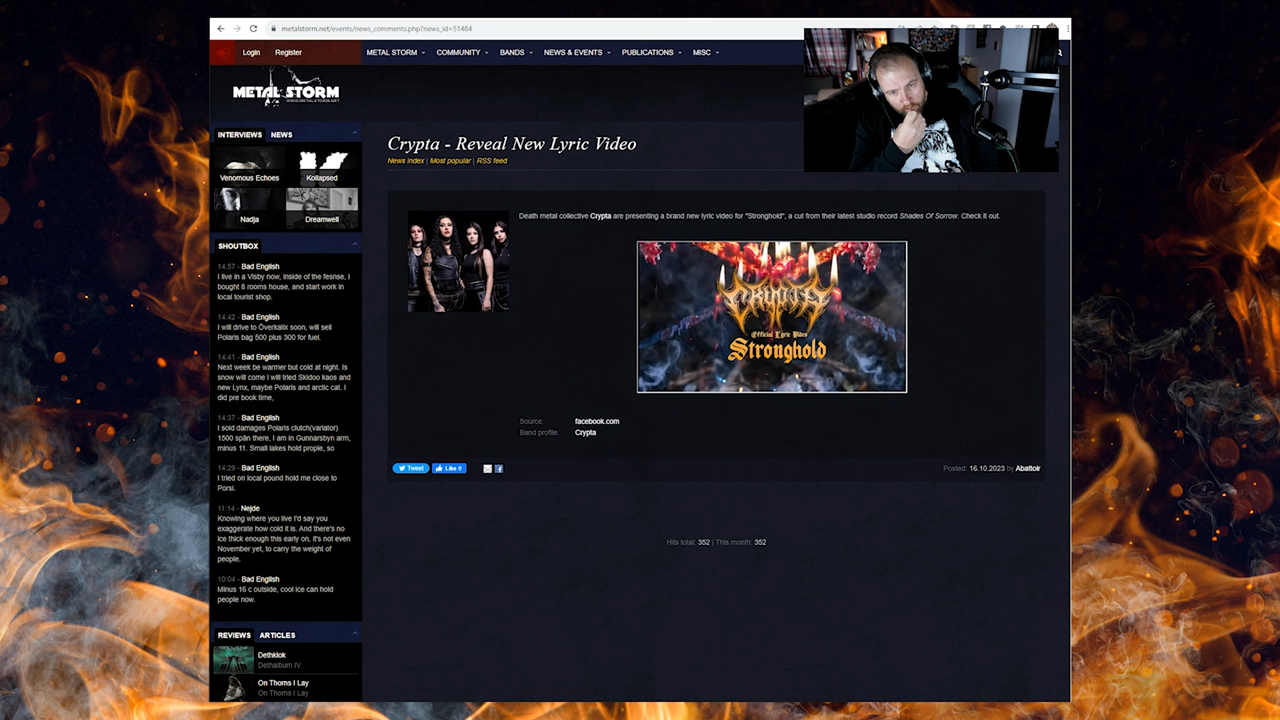 metalstorm.net/events/news_comments.php?news_id=51484
Login Register METAL STORM COMMUNITY BANDS NEWS & EVENTS PUBLICATIONS MISC
METAL STORM
WWW.METALSTORM.NET
INTERVIEWS NEWS
Venomous Echoes Kollapsed
Nadja Dreamwell
SHOUTBOX
14:57 - Bad English
I live in a Visby now, inside of the fesnse, I
bought 8 rooms house, and start work in
local tourist shop.
14:42 - Bad English
I will drive to Överkalix soon, will sell
Polaris bag 500 plus 300 for fuel.
14:41 - Bad English
Next week be warmer but cold at night. Is
snow will come i will tried Skidoo kaos and
new Lynx, maybe Polaris and arctic cat. I
did pre book time,
14:37 - Bad English
I sold damages Polaris clutch(variator)
1500 spän there, I am in Gunnarsbyn arm,
minus 11. Small lakes hold prople, so
14:29 - Bad English
I tried on local pound hold me close to
Porsi.
11:14 - Nejde
Knowing where you live I'd say you
exaggerate how cold it is. And there's no
ice thick enough this early on, it's not even
November yet, to carry the weight of
people.
10:04 - Bad English
Minus 16 c outside, cool ice can hold
people now.
REVIEWS ARTICLES
Dethklok
Dethalbum IV
On Thorns I Lay
On Thorns I Lay
Crypta - Reveal New Lyric Video
News index | Most popular | RSS feed
Death metal collective Crypta are presenting a brand new lyric video for "Stronghold", a cut from their latest studio record Shades Of Sorrow. Check it out.
CRYPTA
Official Lyric Video
Stronghold
Source: facebook.com
Band profile: Crypta
Tweet Like 0
Posted: 16.10.2023 by Abattoir
Hits total: 352 | This month: 352